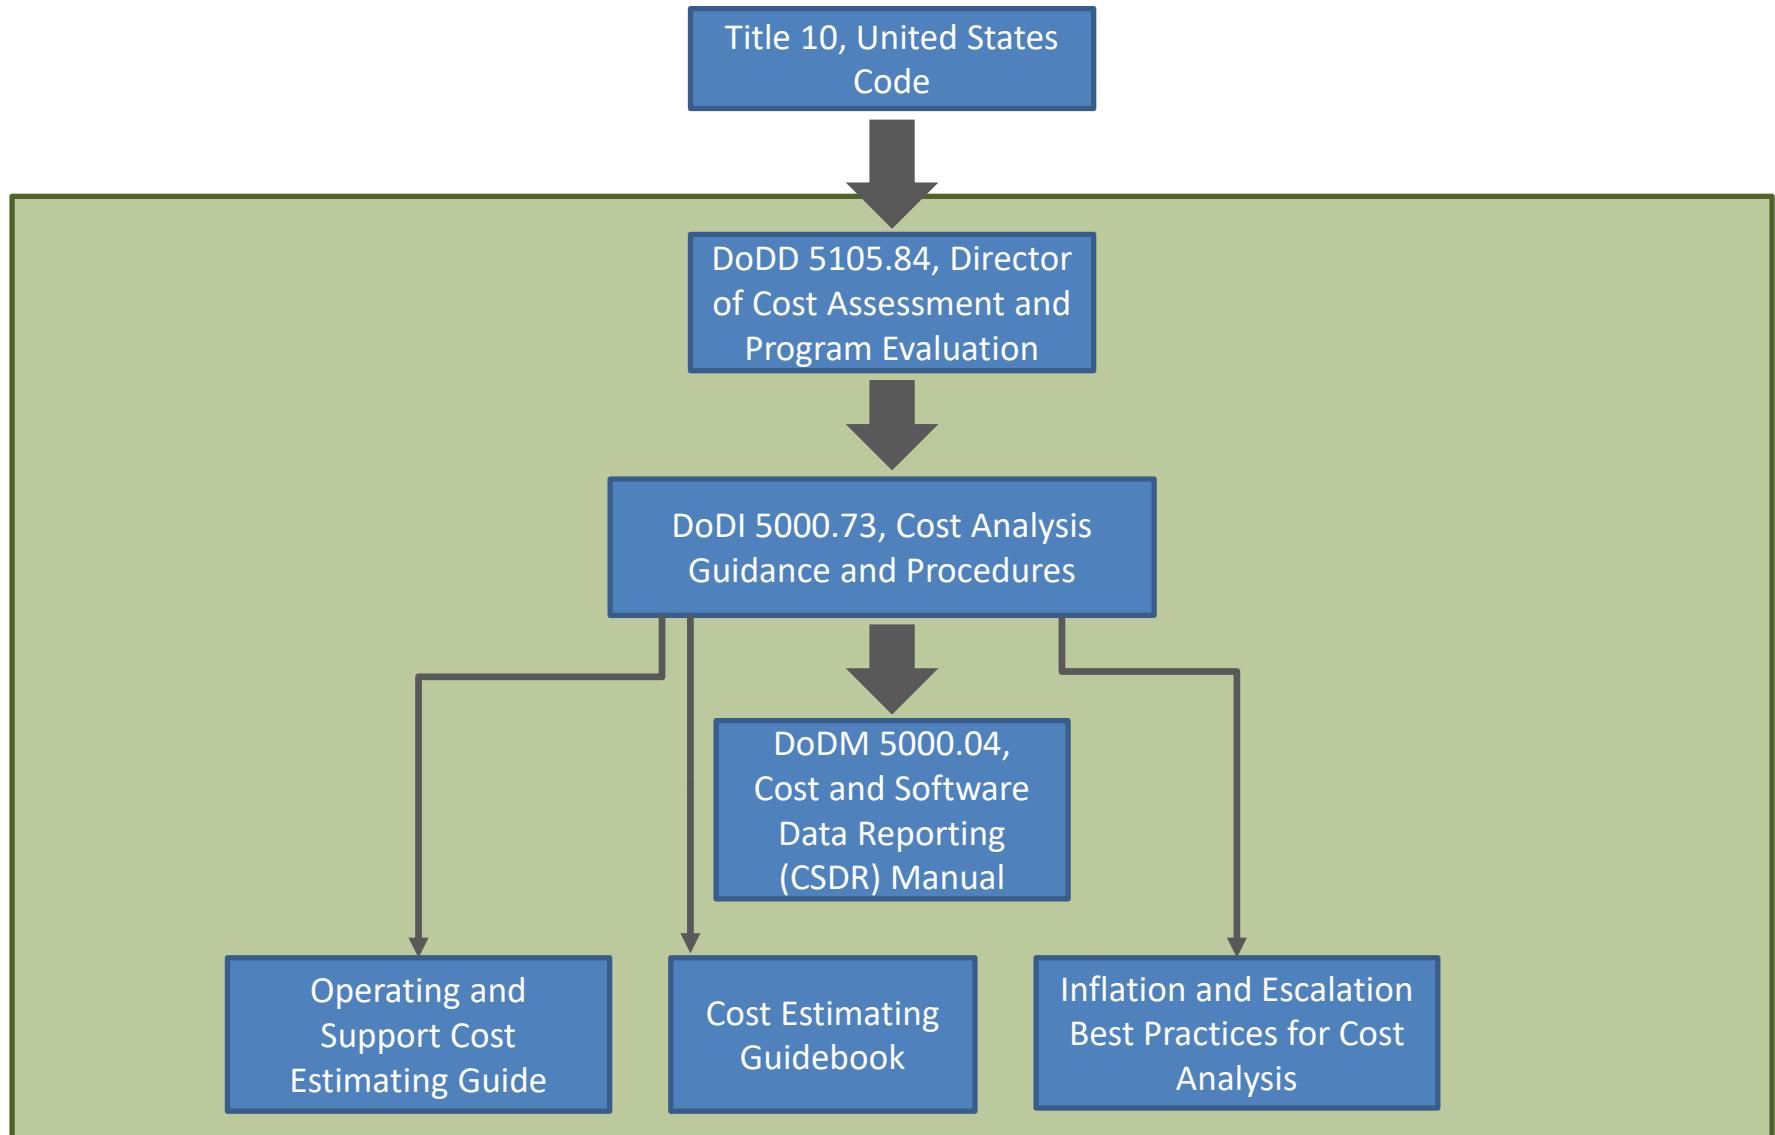 Title 10, United States
Code
DoDD 5105.84, Director
of Cost Assessment and
Program Evaluation
DoDI 5000.73, Cost Analysis
Guidance and Procedures
DoDM 5000.04,
Cost and Software
Data Reporting
(CSDR) Manual
Operating and
Support Cost
Estimating Guide
Cost Estimating
Guidebook
Inflation and Escalation
Best Practices for Cost
Analysis